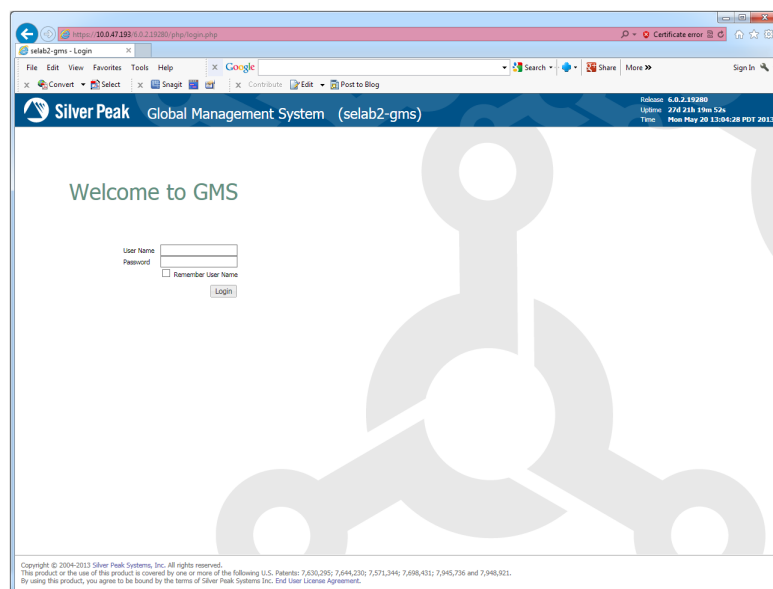 https://10.0.47.193/6.0.2.19280/php/login.php
Certificate error
selab2-gms - Login
File Edit View Favorites Tools Help x Google Search Share More » Sign In
x Convert Select x Snagit x Contribute Edit Post to Blog
Silver Peak Global Management System (selab2-gms)
Release 6.0.2.19280
Uptime 27d 21h 19m 52s
Time Mon May 20 13:04:28 PDT 2013
Welcome to GMS
User Name
Password
Remember User Name
Login
Copyright © 2004-2013 Silver Peak Systems, Inc. All rights reserved.
This product or the use of this product is covered by one or more of the following U.S. Patents: 7,630,295; 7,644,230; 7,571,344; 7,698,431; 7,945,736 and 7,948,921.
By using this product, you agree to be bound by the terms of Silver Peak Systems Inc. End User License Agreement.